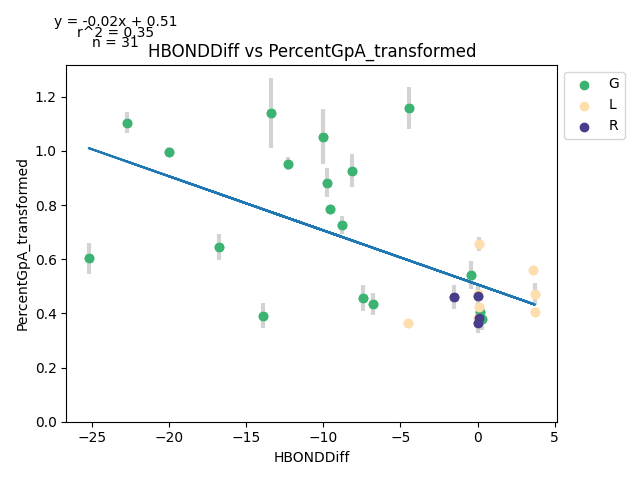 y = -0.02x + 0.51
r^2 = 0.35
n = 31
HBONDDiff vs PercentGpA_transformed
G
L
R
PercentGpA_transformed
1.2
1.0
0.8
0.6
0.4
0.2
0.0
−25
−20
−15
−10
−5
0
5
HBONDDiff